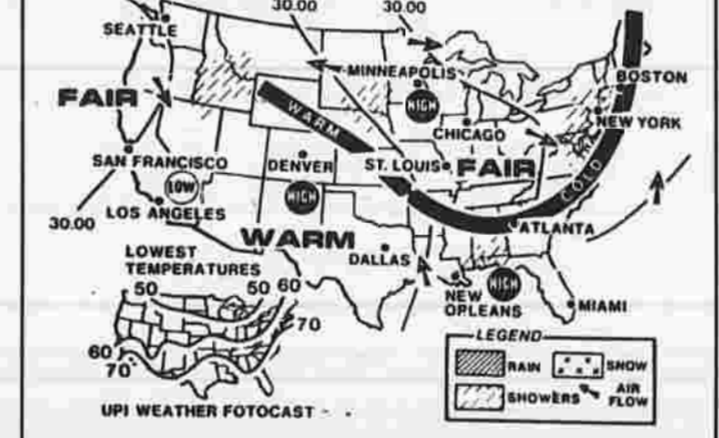 30.00
30.00
SEATTLE
MINNEAPOLIS
BOSTON
FAIR
WARM
HIGH
NEW YORK
CHICAGO
SAN FRANCISCO
DENVER
ST. LOUIS
FAIR
COLD
LOW
HIGH
30.00
LOS ANGELES
ATLANTA
WARM
DALLAS
HIGH
LOWEST
TEMPERATURES
50
50
60
NEW
ORLEANS
MIAMI
70
LEGEND
60
70
RAIN
SNOW
SHOWERS
AIR
FLOW
UPI WEATHER FOTOCAST